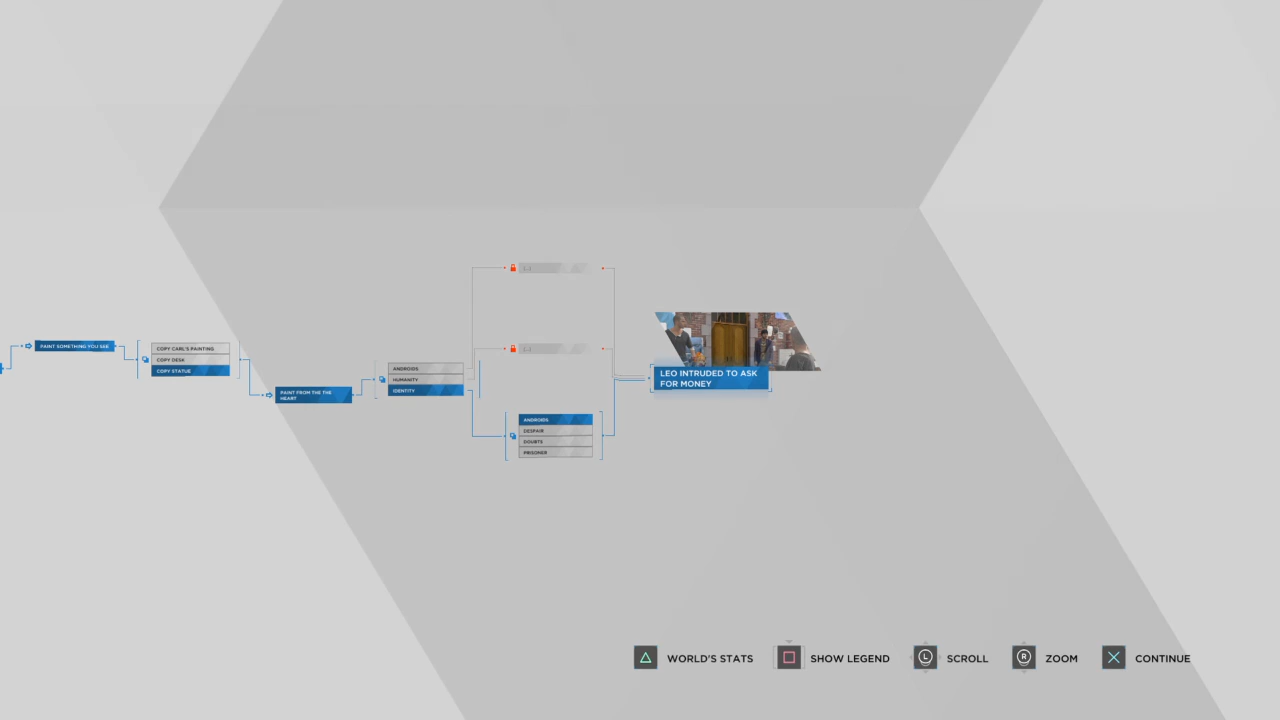 PAINT SOMETHING YOU SEE
COPY CARL'S PAINTING
COPY DESK
COPY STATUE
PAINT FROM THE THE
HEART
ANDROIDS
HUMANITY
IDENTITY
ANDROIDS
DESPAIR
DOUBTS
PRISONER
LEO INTRUDED TO ASK
FOR MONEY
WORLD'S STATS
SHOW LEGEND
L
SCROLL
R
ZOOM
CONTINUE